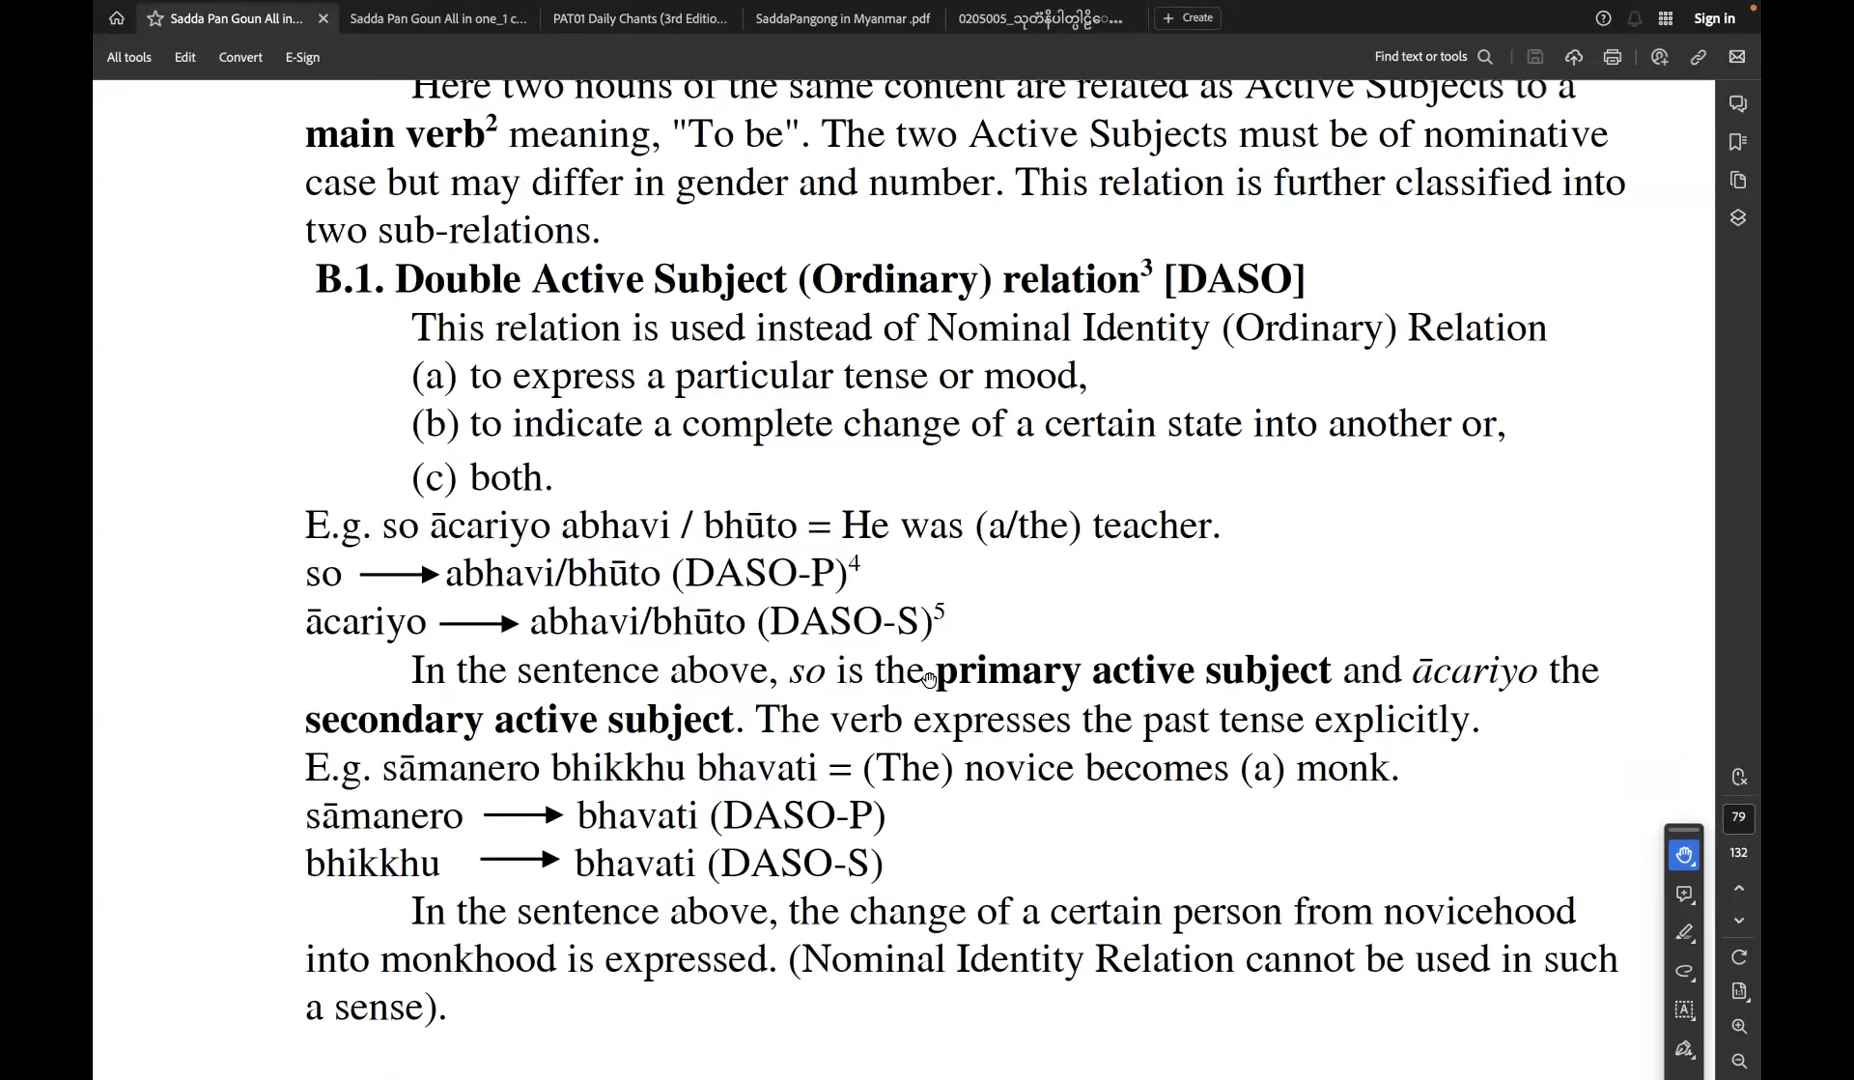 Sadda Pan Goun All in...
Sadda Pan Goun All in one_1 c...
PAT01 Daily Chants (3rd Editio...
SaddaPangong in Myanmar .pdf
Create
Sign in
All tools
Edit
Convert
E-Sign
Find text or tools
Here two nouns of the same content are related as Active Subjects to a
main verb² meaning, "To be". The two Active Subjects must be of nominative
case but may differ in gender and number. This relation is further classified into
two sub-relations.
B.1. Double Active Subject (Ordinary) relation³ [DASO]
This relation is used instead of Nominal Identity (Ordinary) Relation
(a) to express a particular tense or mood,
(b) to indicate a complete change of a certain state into another or,
(c) both.
E.g. so ācariyo abhavi / bhūto = He was (a/the) teacher.
so ⟶ abhavi/bhūto (DASO-P)⁴
ācariyo ⟶ abhavi/bhūto (DASO-S)⁵
In the sentence above, so is the primary active subject and ācariyo the
secondary active subject. The verb expresses the past tense explicitly.
E.g. sāmanero bhikkhu bhavati = (The) novice becomes (a) monk.
sāmanero ⟶ bhavati (DASO-P)
bhikkhu ⟶ bhavati (DASO-S)
In the sentence above, the change of a certain person from novicehood
into monkhood is expressed. (Nominal Identity Relation cannot be used in such
a sense).
79
132